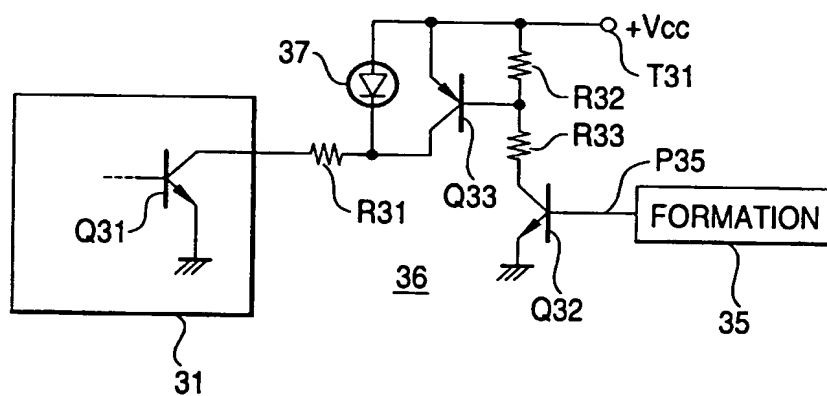 +Vcc
37
T31
R32
R33
P35
Q31
R31
Q33
FORMATION
36
Q32
35
31